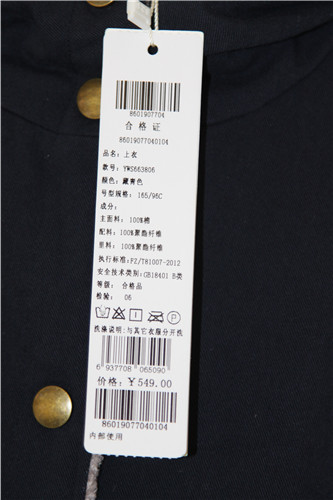 8601907704
合格证
86019077040104
品名：上衣
款号：YWS663806
颜色：藏青色
号型规格：165/96C
成分：
主面料：100%棉
配料：100%聚酯纤维
里料：100%聚酯纤维
执行标准：FZ/T81007-2012
安全技术类别：GB18401 B类
等级：合格品
检验：06
P
洗涤说明：与其它衣服分开洗
6 937708 065090
价格：￥549.00
86019077040104
内部使用